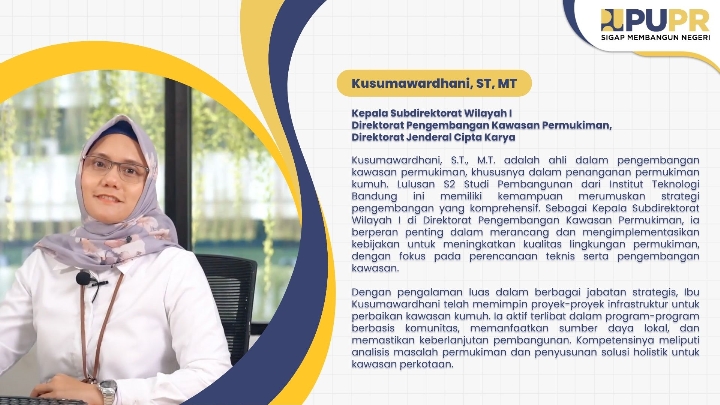 PUPR
SIGAP MEMBANGUN NEGERI
Kusumawardhani, ST, MT
Kepala Subdirektorat Wilayah I
Direktorat Pengembangan Kawasan Permukiman,
Direktorat Jenderal Cipta Karya
Kusumawardhani, S.T., M.T. adalah ahli dalam pengembangan
kawasan permukiman, khususnya dalam penanganan permukiman
kumuh. Lulusan S2 Studi Pembangunan dari Institut Teknologi
Bandung ini memiliki kemampuan merumuskan strategi
pengembangan yang komprehensif. Sebagai Kepala Subdirektorat
Wilayah I di Direktorat Pengembangan Kawasan Permukiman, ia
berperan penting dalam merancang dan mengimplementasikan
kebijakan untuk meningkatkan kualitas lingkungan permukiman,
dengan fokus pada perencanaan teknis serta pengembangan
kawasan.
Dengan pengalaman luas dalam berbagai jabatan strategis, Ibu
Kusumawardhani telah memimpin proyek-proyek infrastruktur untuk
perbaikan kawasan kumuh. Ia aktif terlibat dalam program-program
berbasis komunitas, memanfaatkan sumber daya lokal, dan
memastikan keberlanjutan pembangunan. Kompetensinya meliputi
analisis masalah permukiman dan penyusunan solusi holistik untuk
kawasan perkotaan.